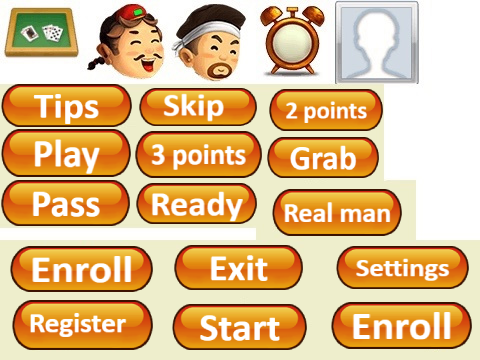 Tips
Skip
2 points
Play
3 points
Grab
Pass
Ready
Real man
Enroll
Exit
Settings
Register
Start
Enroll